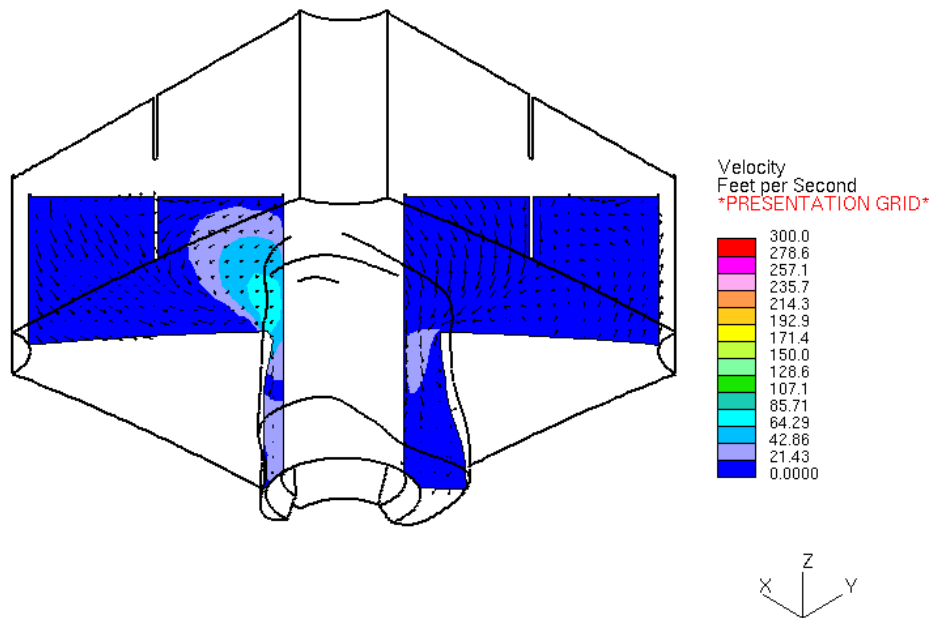 Velocity
Feet per Second
*PRESENTATION GRID*
300.0
278.6
257.1
235.7
214.3
192.9
171.4
150.0
128.6
107.1
85.71
64.29
42.86
21.43
0.0000
Z
X
Y